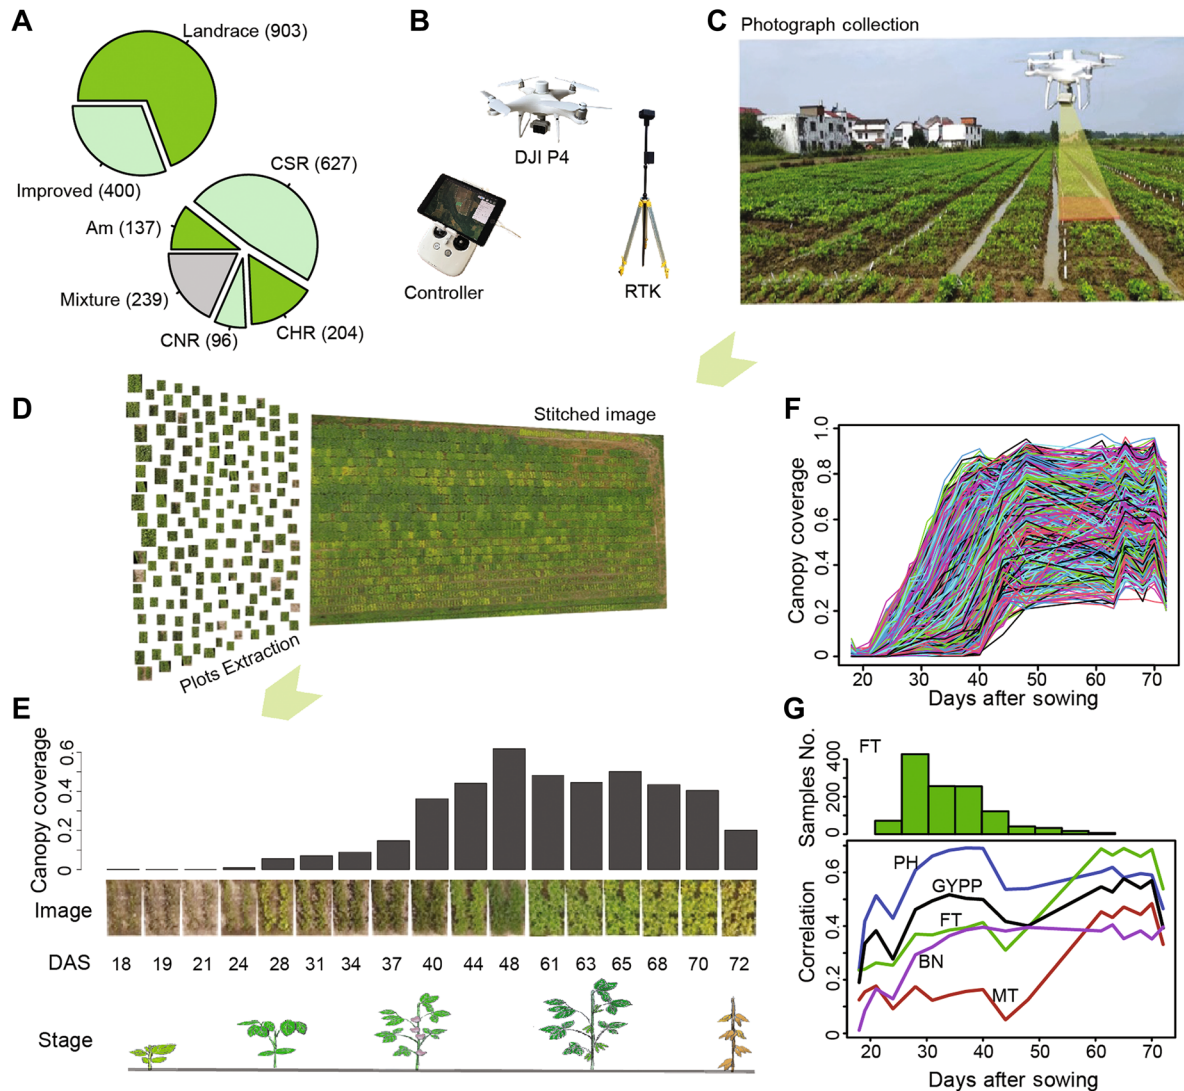 A
Landrace (903)
Improved (400)
CSR (627)
Am (137)
Mixture (239)
CNR (96)
CHR (204)
B
DJI P4
Controller
RTK
C
Photograph collection
D
Stitched image
Plots Extraction
E
Canopy coverage
0 0.2 0.4 0.6
Image
DAS 18 19 21 24 28 31 34 37 40 44 48 61 63 65 68 70 72
Stage
F
Canopy coverage
0 0.2 0.4 0.6 0.8 1.0
20 30 40 50 60 70
Days after sowing
G
Samples No.
0 200 400
FT
Correlation
0 0.2 0.4 0.6
PH
GYPP
FT
BN
MT
20 30 40 50 60 70
Days after sowing